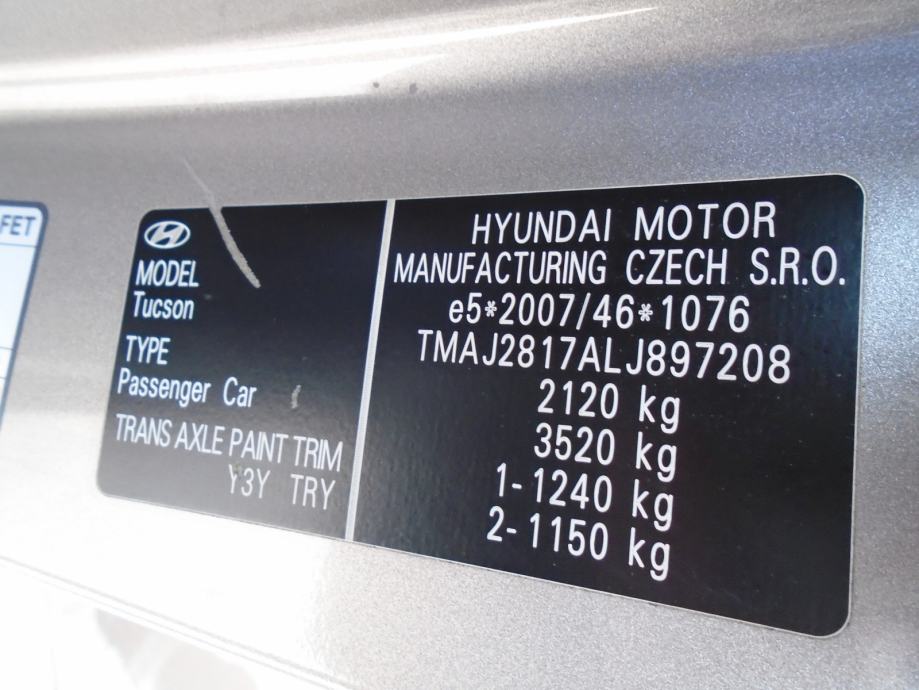 FET
MODEL
Tucson
TYPE
Passenger Car
TRANS AXLE PAINT TRIM
Y3Y TRY
HYUNDAI MOTOR
MANUFACTURING CZECH S.R.O.
e5*2007/46*1076
TMAJ2817ALJ897208
2120 kg
3520 kg
1-1240 kg
2-1150 kg